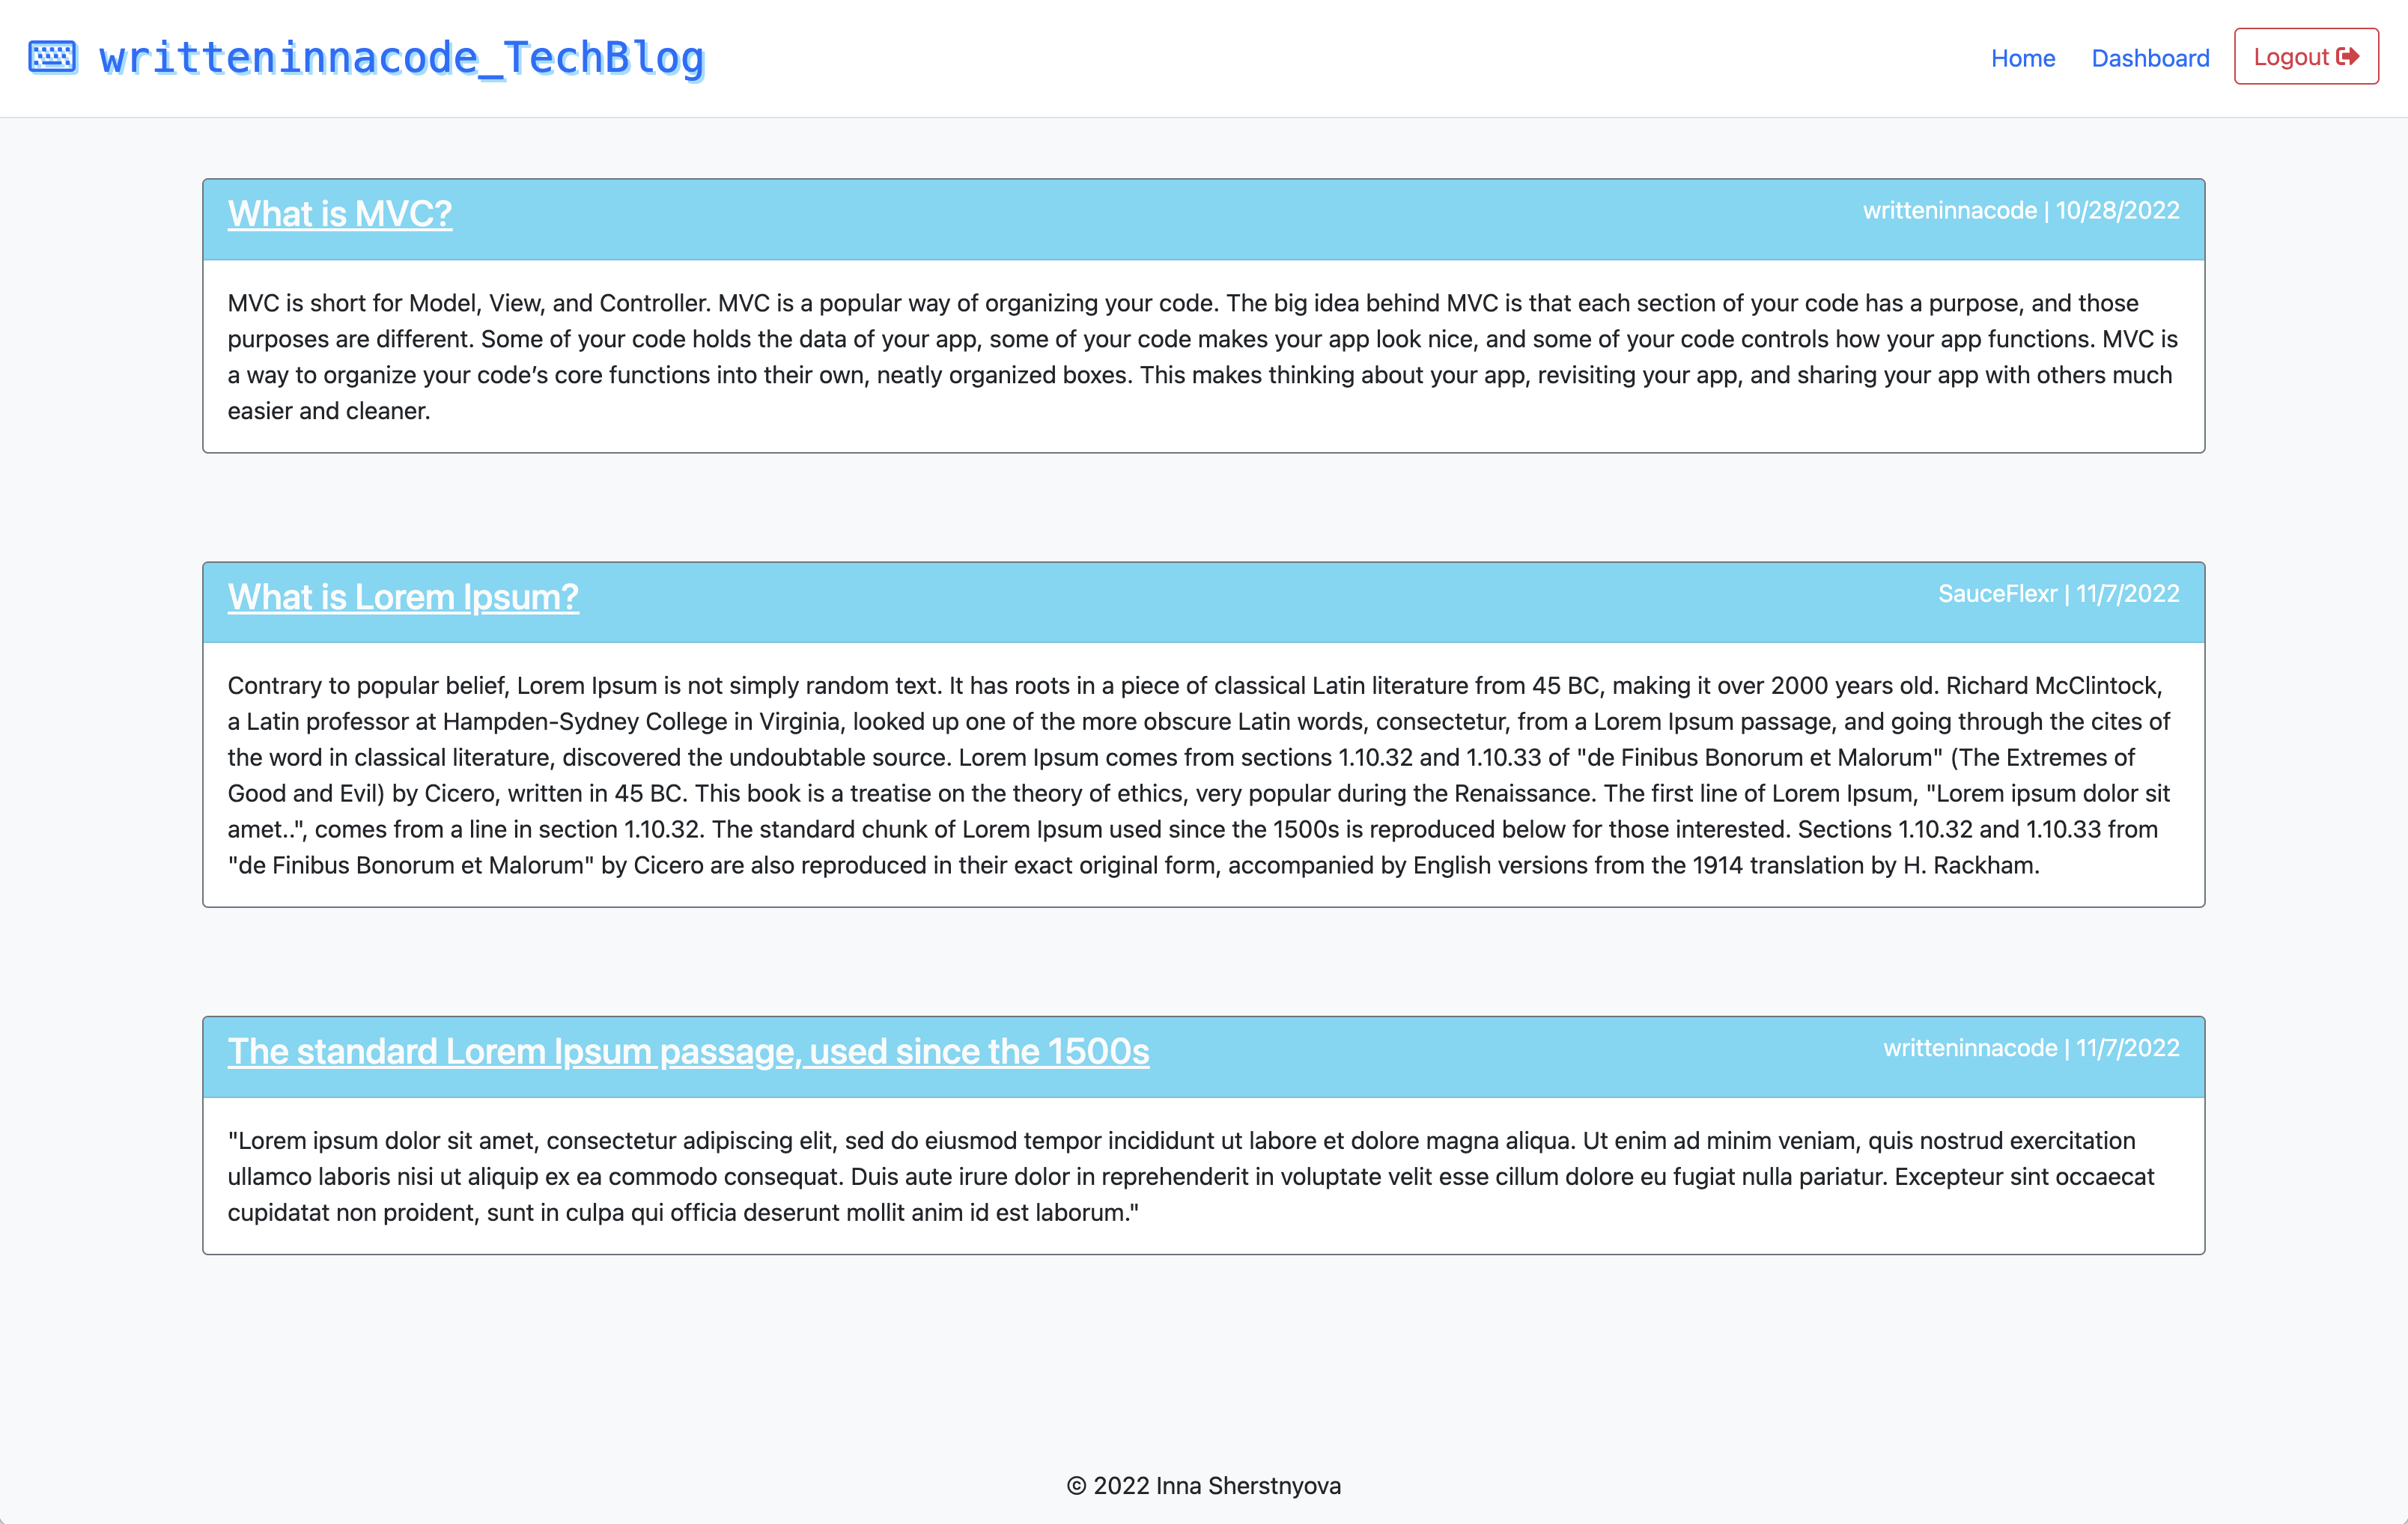 writteninnacode_TechBlog
Home Dashboard Logout
What is MVC? writteninnacode | 10/28/2022
MVC is short for Model, View, and Controller. MVC is a popular way of organizing your code. The big idea behind MVC is that each section of your code has a purpose, and those
purposes are different. Some of your code holds the data of your app, some of your code makes your app look nice, and some of your code controls how your app functions. MVC is
a way to organize your code’s core functions into their own, neatly organized boxes. This makes thinking about your app, revisiting your app, and sharing your app with others much
easier and cleaner.
What is Lorem Ipsum? SauceFlexr | 11/7/2022
Contrary to popular belief, Lorem Ipsum is not simply random text. It has roots in a piece of classical Latin literature from 45 BC, making it over 2000 years old. Richard McClintock,
a Latin professor at Hampden-Sydney College in Virginia, looked up one of the more obscure Latin words, consectetur, from a Lorem Ipsum passage, and going through the cites of
the word in classical literature, discovered the undoubtable source. Lorem Ipsum comes from sections 1.10.32 and 1.10.33 of "de Finibus Bonorum et Malorum" (The Extremes of
Good and Evil) by Cicero, written in 45 BC. This book is a treatise on the theory of ethics, very popular during the Renaissance. The first line of Lorem Ipsum, "Lorem ipsum dolor sit
amet..", comes from a line in section 1.10.32. The standard chunk of Lorem Ipsum used since the 1500s is reproduced below for those interested. Sections 1.10.32 and 1.10.33 from
"de Finibus Bonorum et Malorum" by Cicero are also reproduced in their exact original form, accompanied by English versions from the 1914 translation by H. Rackham.
The standard Lorem Ipsum passage, used since the 1500s writteninnacode | 11/7/2022
"Lorem ipsum dolor sit amet, consectetur adipiscing elit, sed do eiusmod tempor incididunt ut labore et dolore magna aliqua. Ut enim ad minim veniam, quis nostrud exercitation
ullamco laboris nisi ut aliquip ex ea commodo consequat. Duis aute irure dolor in reprehenderit in voluptate velit esse cillum dolore eu fugiat nulla pariatur. Excepteur sint occaecat
cupidatat non proident, sunt in culpa qui officia deserunt mollit anim id est laborum."
© 2022 Inna Sherstnyova